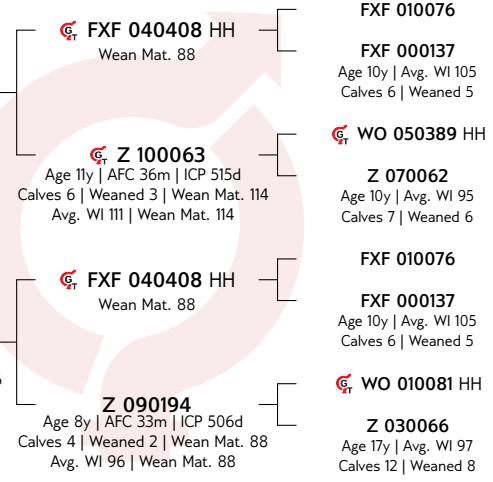 FXF 010076
GT FXF 040408 HH
Wean Mat. 88
FXF 000137
Age 10y | Avg. WI 105
Calves 6 | Weaned 5
GT WO 050389 HH
GT Z 100063
Age 11y | AFC 36m | ICP 515d
Calves 6 | Weaned 3 | Wean Mat. 114
Avg. WI 111 | Wean Mat. 114
Z 070062
Age 10y | Avg. WI 95
Calves 7 | Weaned 6
FXF 010076
GT FXF 040408 HH
Wean Mat. 88
FXF 000137
Age 10y | Avg. WI 105
Calves 6 | Weaned 5
GT WO 010081 HH
Z 090194
Age 8y | AFC 33m | ICP 506d
Calves 4 | Weaned 2 | Wean Mat. 88
Avg. WI 96 | Wean Mat. 88
Z 030066
Age 17y | Avg. WI 97
Calves 12 | Weaned 8